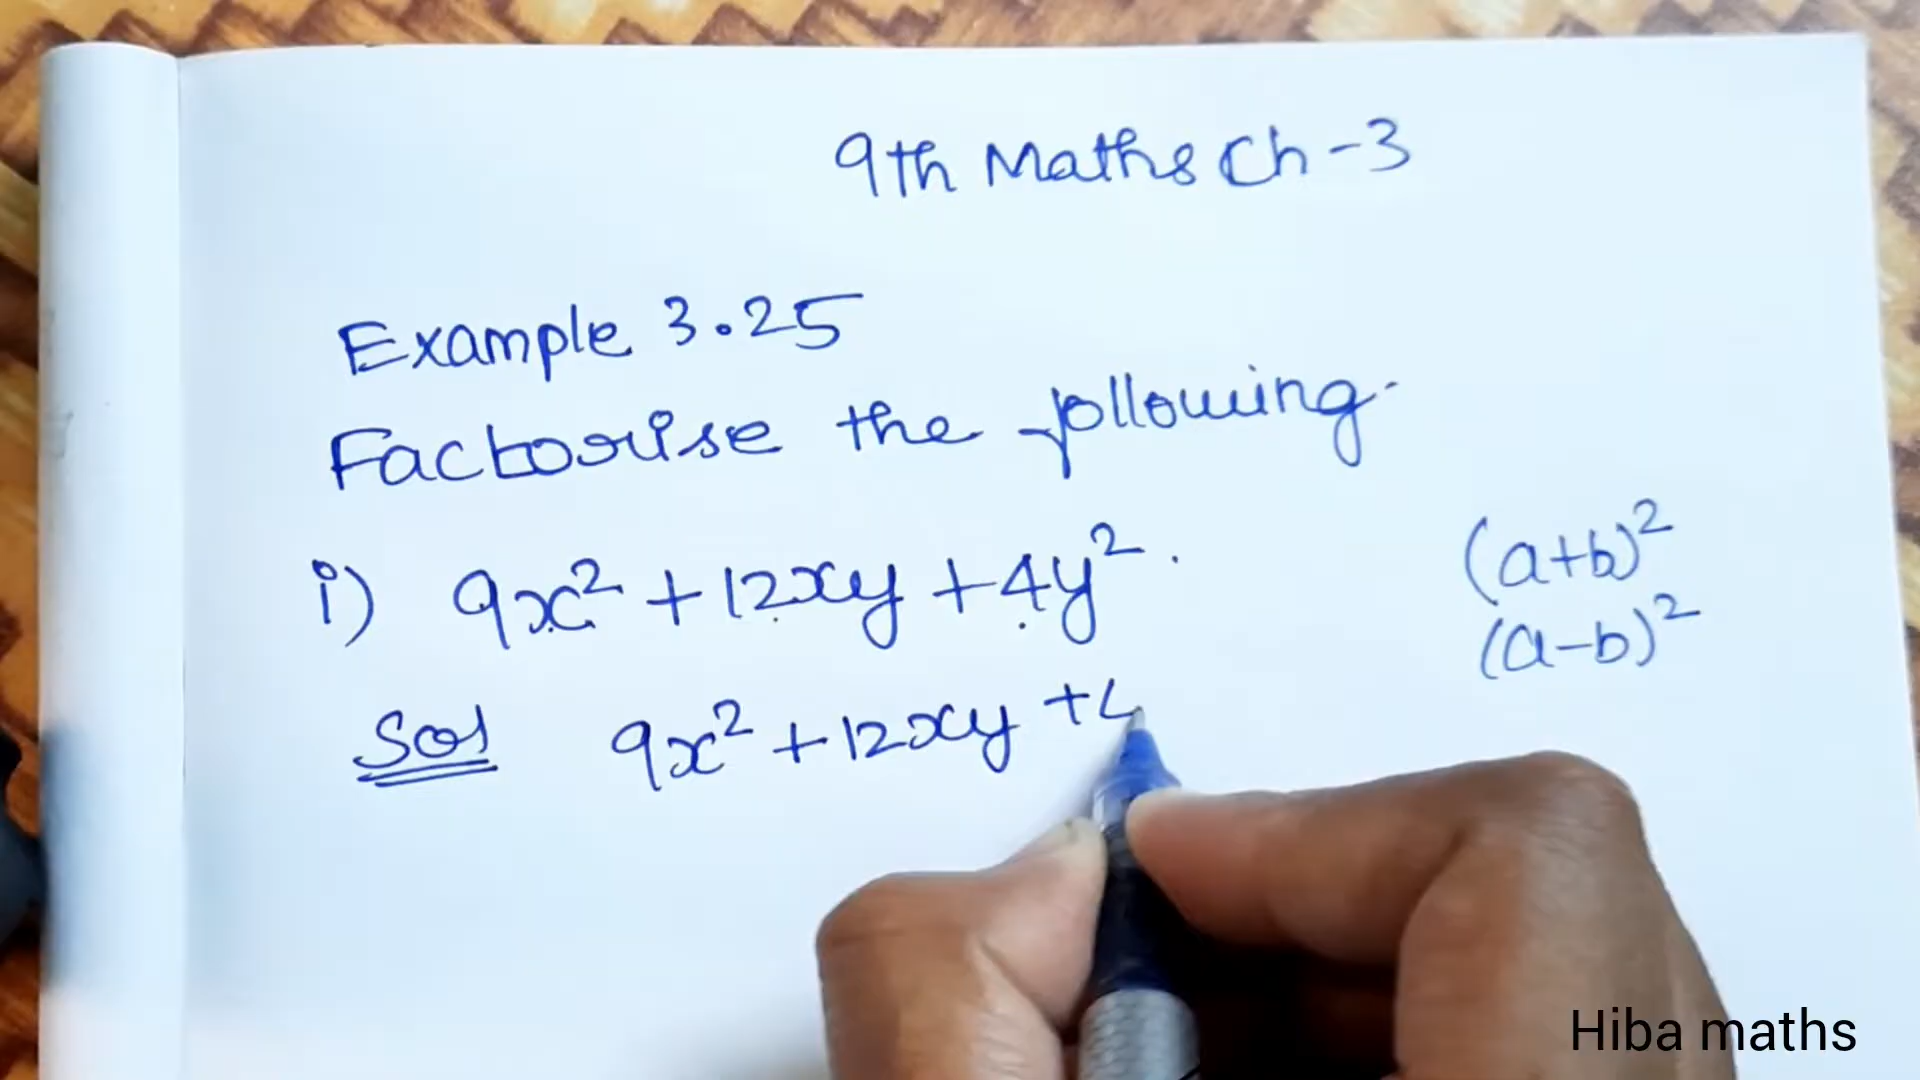 9th Maths Ch-3
Example 3.25
Factorise the following.
i) 9x² + 12xy + 4y².
(a+b)²
(a-b)²
Sol 9x² + 12xy + 4
Hiba maths